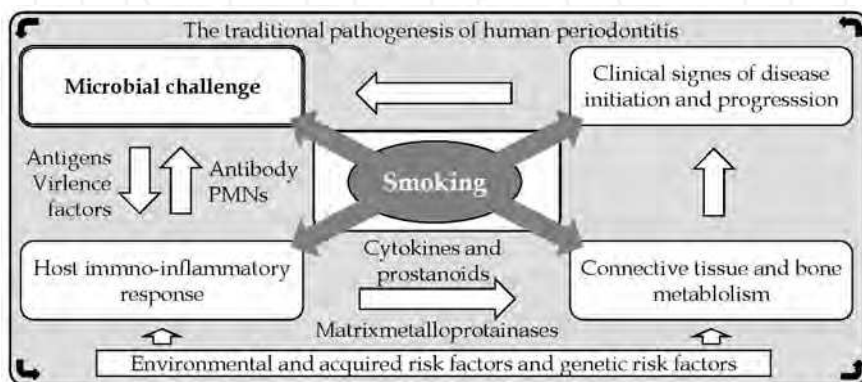 The traditional pathogenesis of human periodontitis
Microbial challenge
Clinical signes of disease
initiation and progresssion
Antigens
Virlence
factors
Antibody
PMNs
Smoking
Host immno-inflammatory
response
Cytokines and
prostanoids
Matrixmetalloprotainases
Connective tissue and bone
metablolism
Environmental and acquired risk factors and genetic risk factors